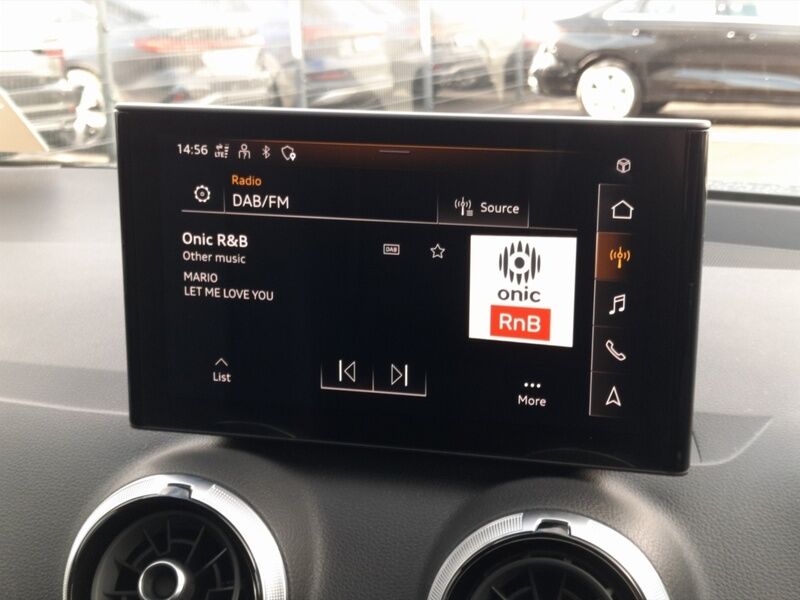 14:56 LTE
Radio
DAB/FM
Source
Onic R&B
DAB
Other music
MARIO
LET ME LOVE YOU
onic
RnB
List
More